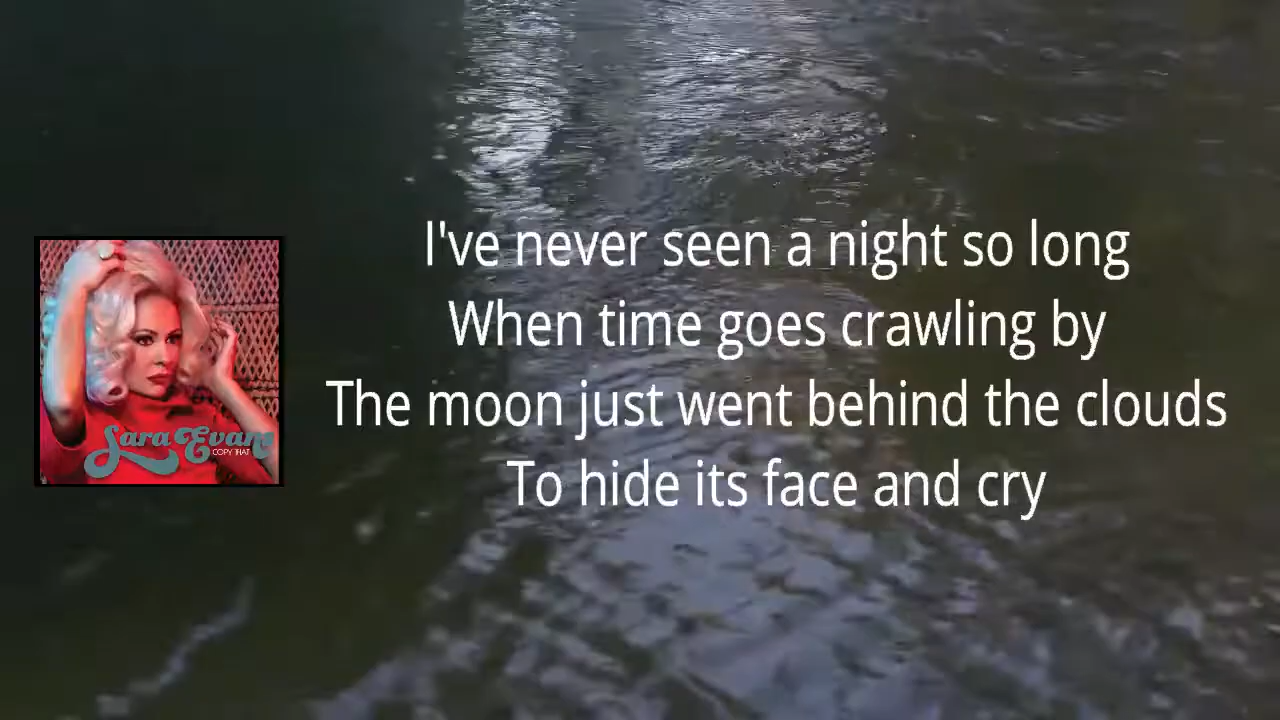 I've never seen a night so long
When time goes crawling by
The moon just went behind the clouds
To hide its face and cry
Sara Evans
COPY THAT